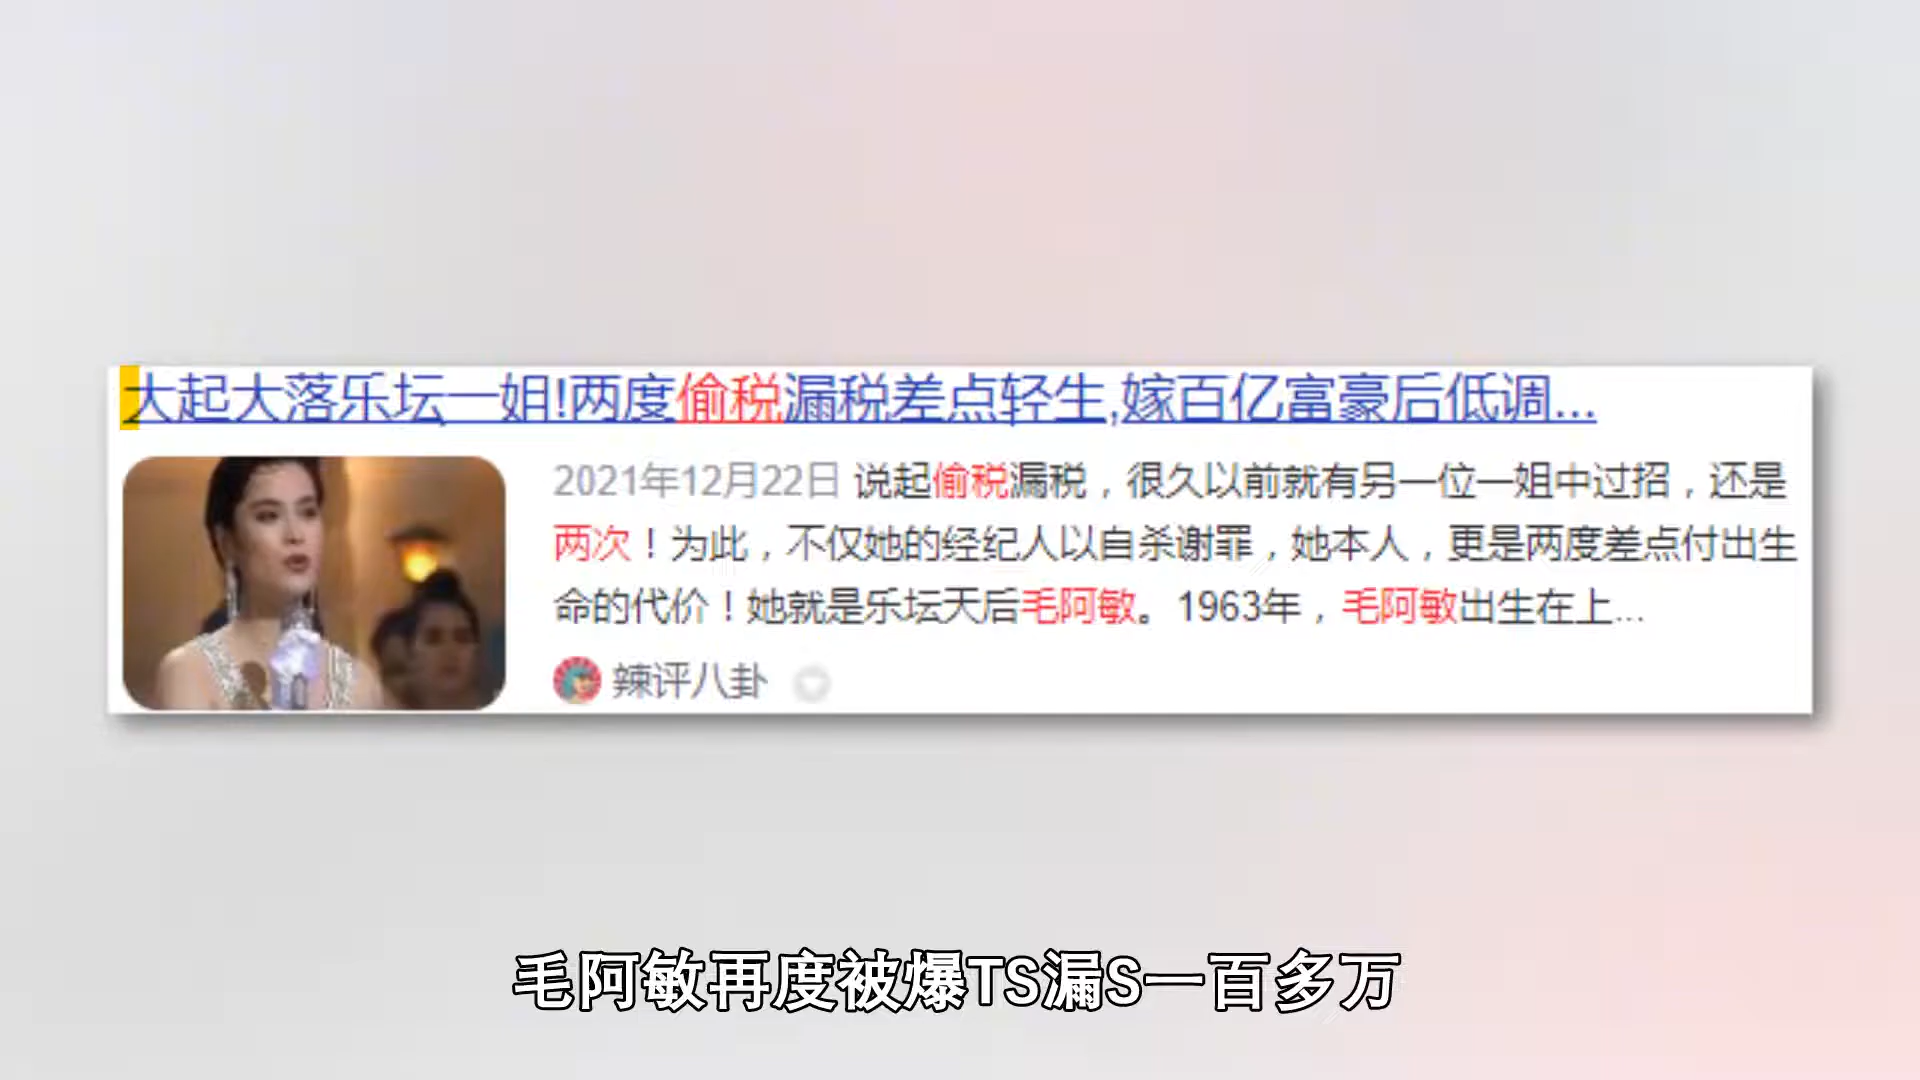 大起大落乐坛一姐!两度偷税漏税差点轻生,嫁百亿富豪后低调...
2021年12月22日 说起偷税漏税，很久以前就有另一位一姐中过招，还是
两次！为此，不仅她的经纪人以自杀谢罪，她本人，更是两度差点付出生
命的代价！她就是乐坛天后毛阿敏。1963年，毛阿敏出生在上...
辣评八卦
毛阿敏再度被爆TS漏S一百多万